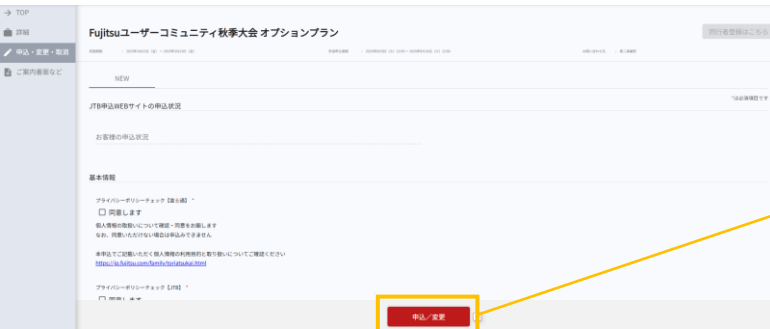 TOP
詳細
申込・変更・取消
ご案内書面など
Fujitsuユーザーコミュニティ秋季大会 オプションプラン
同行者登録はこちら
NEW
*は必須項目です
JTB申込WEBサイトの申込状況
お客様の申込状況
基本情報
プライバシーポリシーチェック【富士通】 *
同意します
個人情報の取扱いについて確認・同意をお願します
なお、同意いただけない場合は申込みできません
本申込でご記載いただく個人情報の利用目的と取り扱いについてご確認ください
https://jp.fujitsu.com/family/toriatsukai.html
プライバシーポリシーチェック【JTB】 *
同意します
申込／変更